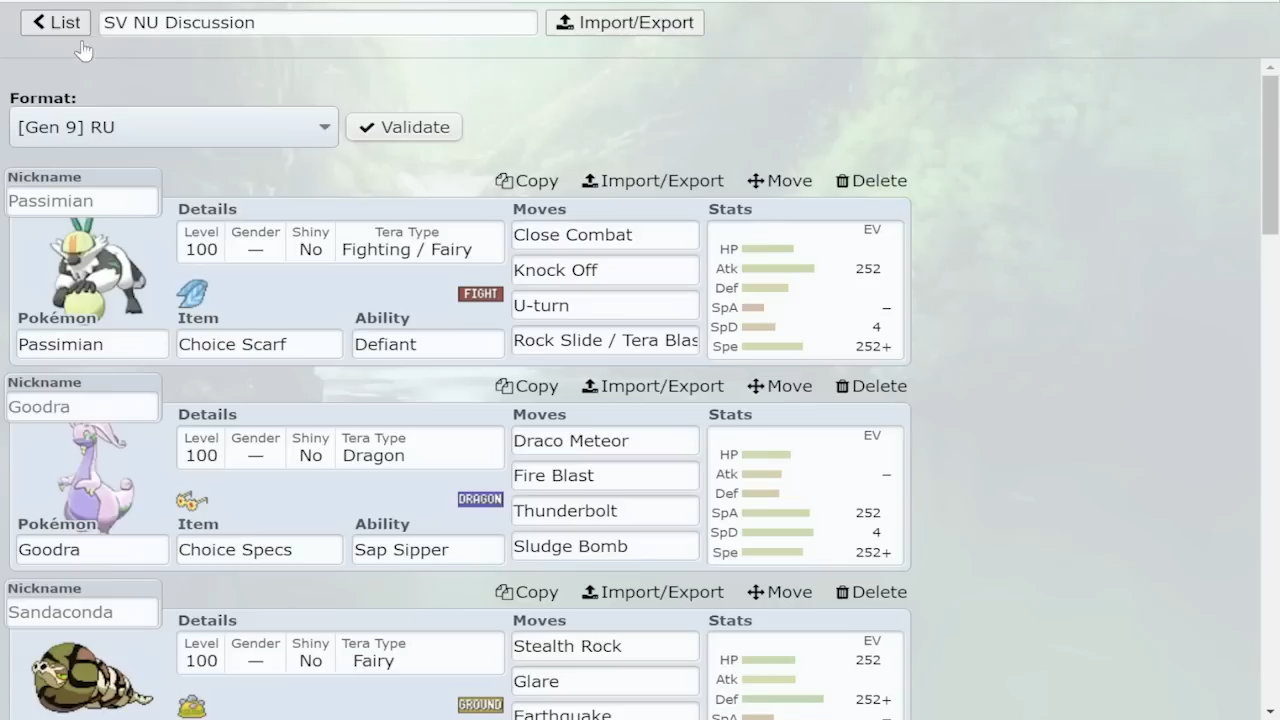 List
SV NU Discussion
Import/Export
Format:
[Gen 9] RU
Validate
Copy
Import/Export
Move
Delete
Nickname
Passimian
Details
Moves
Stats
Level
Gender
Shiny
Tera Type
100
—
No
Fighting / Fairy
FIGHT
Pokémon
Item
Ability
Passimian
Choice Scarf
Defiant
Close Combat
Knock Off
U-turn
Rock Slide / Tera Blas
EV
HP
Atk 252
Def
SpA –
SpD 4
Spe 252+
Copy
Import/Export
Move
Delete
Nickname
Goodra
Details
Moves
Stats
Level
Gender
Shiny
Tera Type
100
—
No
Dragon
DRAGON
Pokémon
Item
Ability
Goodra
Choice Specs
Sap Sipper
Draco Meteor
Fire Blast
Thunderbolt
Sludge Bomb
EV
HP
Atk –
Def
SpA 252
SpD 4
Spe 252+
Copy
Import/Export
Move
Delete
Nickname
Sandaconda
Details
Moves
Stats
Level
Gender
Shiny
Tera Type
100
—
No
Fairy
GROUND
Stealth Rock
Glare
Earthquake
EV
HP 252
Atk
Def 252+
SpA –